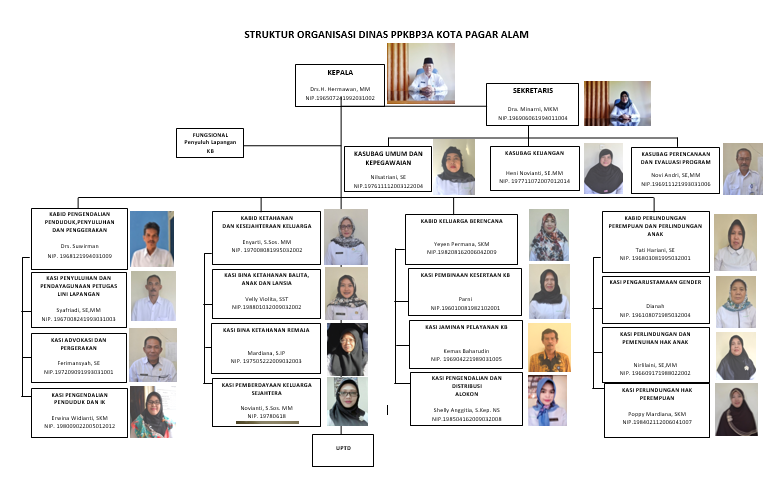 STRUKTUR ORGANISASI DINAS PPKBP3A KOTA PAGAR ALAM
KEPALA
Drs.H. Hermawan, MM
NIP.196507241992031002
SEKRETARIS
Dra. Minarni, MKM
NIP.196906061994011004
FUNGSIONAL
Penyuluh Lapangan
KB
KASUBAG UMUM DAN
KEPEGAWAIAN
Nilsatriani, SE
NIP.197611112003122004
KASUBAG KEUANGAN
Heni Novianti, SE.MM
NIP.197711072007012014
KASUBAG PERENCANAAN
DAN EVALUASI PROGRAM
Novi Andri, SE,MM
NIP.196911121993031006
KABID PENGENDALIAN
PENDUDUK,PENYULUHAN
DAN PENGGERAKAN
Drs. Suwirman
NIP. 1968121994031009
KASI PENYULUHAN DAN
PENDAYAGUNAAN PETUGAS
LINI LAPANGAN
Syafriadi, SE,MM
NIP.196700824199303​1003
KASI ADVOKASI DAN
PERGERAKAN
Ferimansyah, SE
NIP.197209091993031001
KASI PENGENDALIAN
PENDUDUK DAN IK
Erwina Widianti, SKM
NIP. 198009022005012012
KABID KETAHANAN
DAN KESEJAHTERAAN KELUARGA
Enyarti, S.Sos. MM
NIP. 197008081995032002
KASI BINA KETAHANAN BALITA,
ANAK DAN LANSIA
Velly Violita, SST
NIP. 198801032009032002
KASI BINA KETAHANAN REMAJA
Mardiana, S.IP
NIP. 197505222009032003
KASI PEMBERDAYAAN KELUARGA
SEJAHTERA
Novianti, S.Sos. MM
NIP. 19780618
UPTD
KABID KELUARGA BERENCANA
Yeyen Permana, SKM
NIP. 198208162006042009
KASI PEMBINAAN KESERTAAN KB
Parni
NIP. 196010081982102001
KASI JAMINAN PELAYANAN KB
Kemas Baharudin
NIP. 196904221989031005
KASI PENGENDALIAN DAN
DISTRIBUSI
ALOKON
Shelly Anggitia, S.Kep. NS
NIP. 198504162009032008
KABID PERLINDUNGAN
PEREMPUAN DAN PERLINDUNGAN
ANAK
Tati Hariani, SE
NIP. 196803081995032001
KASI PENGARUSTAMAAN GENDER
Dianah
NIP. 196108071985032004
KASI PERLINDUNGAN DAN
PEMENUHAN HAK ANAK
Nirlilaini, SE,MM
NIP. 196609171988022002
KASI PERLINDUNGAN HAK
PEREMPUAN
Poppy Mardiana, SKM
NIP.198402112006041007